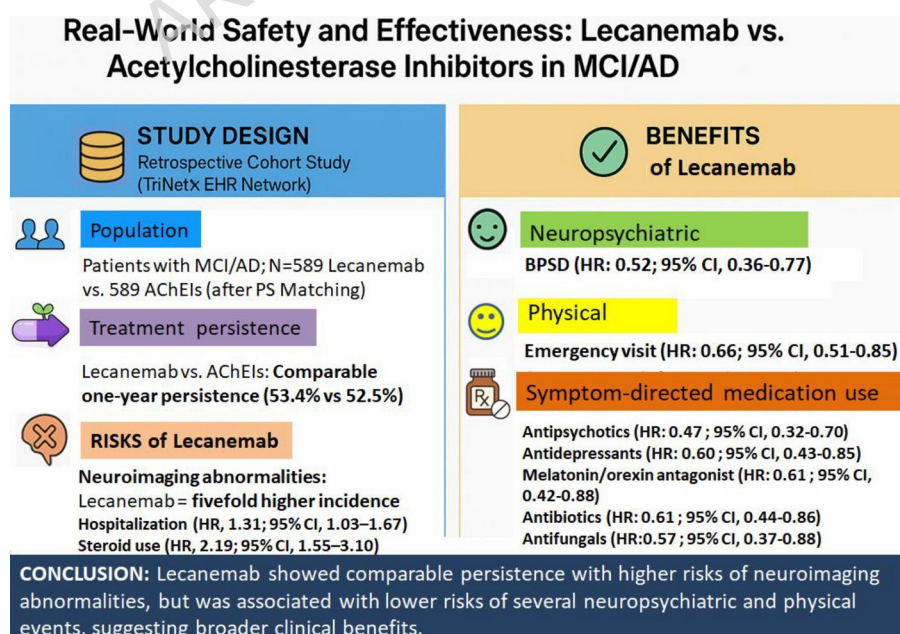 Real-World Safety and Effectiveness: Lecanemab vs.
Acetylcholinesterase Inhibitors in MCI/AD
STUDY DESIGN
Retrospective Cohort Study
(TriNetx EHR Network)
Population
Patients with MCI/AD; N=589 Lecanemab
vs. 589 AChEIs (after PS Matching)
Treatment persistence
Lecanemab vs. AChEIs: Comparable
one-year persistence (53.4% vs 52.5%)
RISKS of Lecanemab
Neuroimaging abnormalities:
Lecanemab = fivefold higher incidence
Hospitalization (HR, 1.31; 95% CI, 1.03–1.67)
Steroid use (HR, 2.19; 95% CI, 1.55–3.10)
BENEFITS
of Lecanemab
Neuropsychiatric
BPSD (HR: 0.52; 95% CI, 0.36-0.77)
Physical
Emergency visit (HR: 0.66; 95% CI, 0.51-0.85)
Rx
Symptom-directed medication use
Antipsychotics (HR: 0.47 ; 95% CI, 0.32-0.70)
Antidepressants (HR: 0.60 ; 95% CI, 0.43-0.85)
Melatonin/orexin antagonist (HR: 0.61 ; 95% CI,
0.42-0.88)
Antibiotics (HR: 0.61 ; 95% CI, 0.44-0.86)
Antifungals (HR:0.57 ; 95% CI, 0.37-0.88)
CONCLUSION: Lecanemab showed comparable persistence with higher risks of neuroimaging
abnormalities, but was associated with lower risks of several neuropsychiatric and physical
events, suggesting broader clinical benefits.